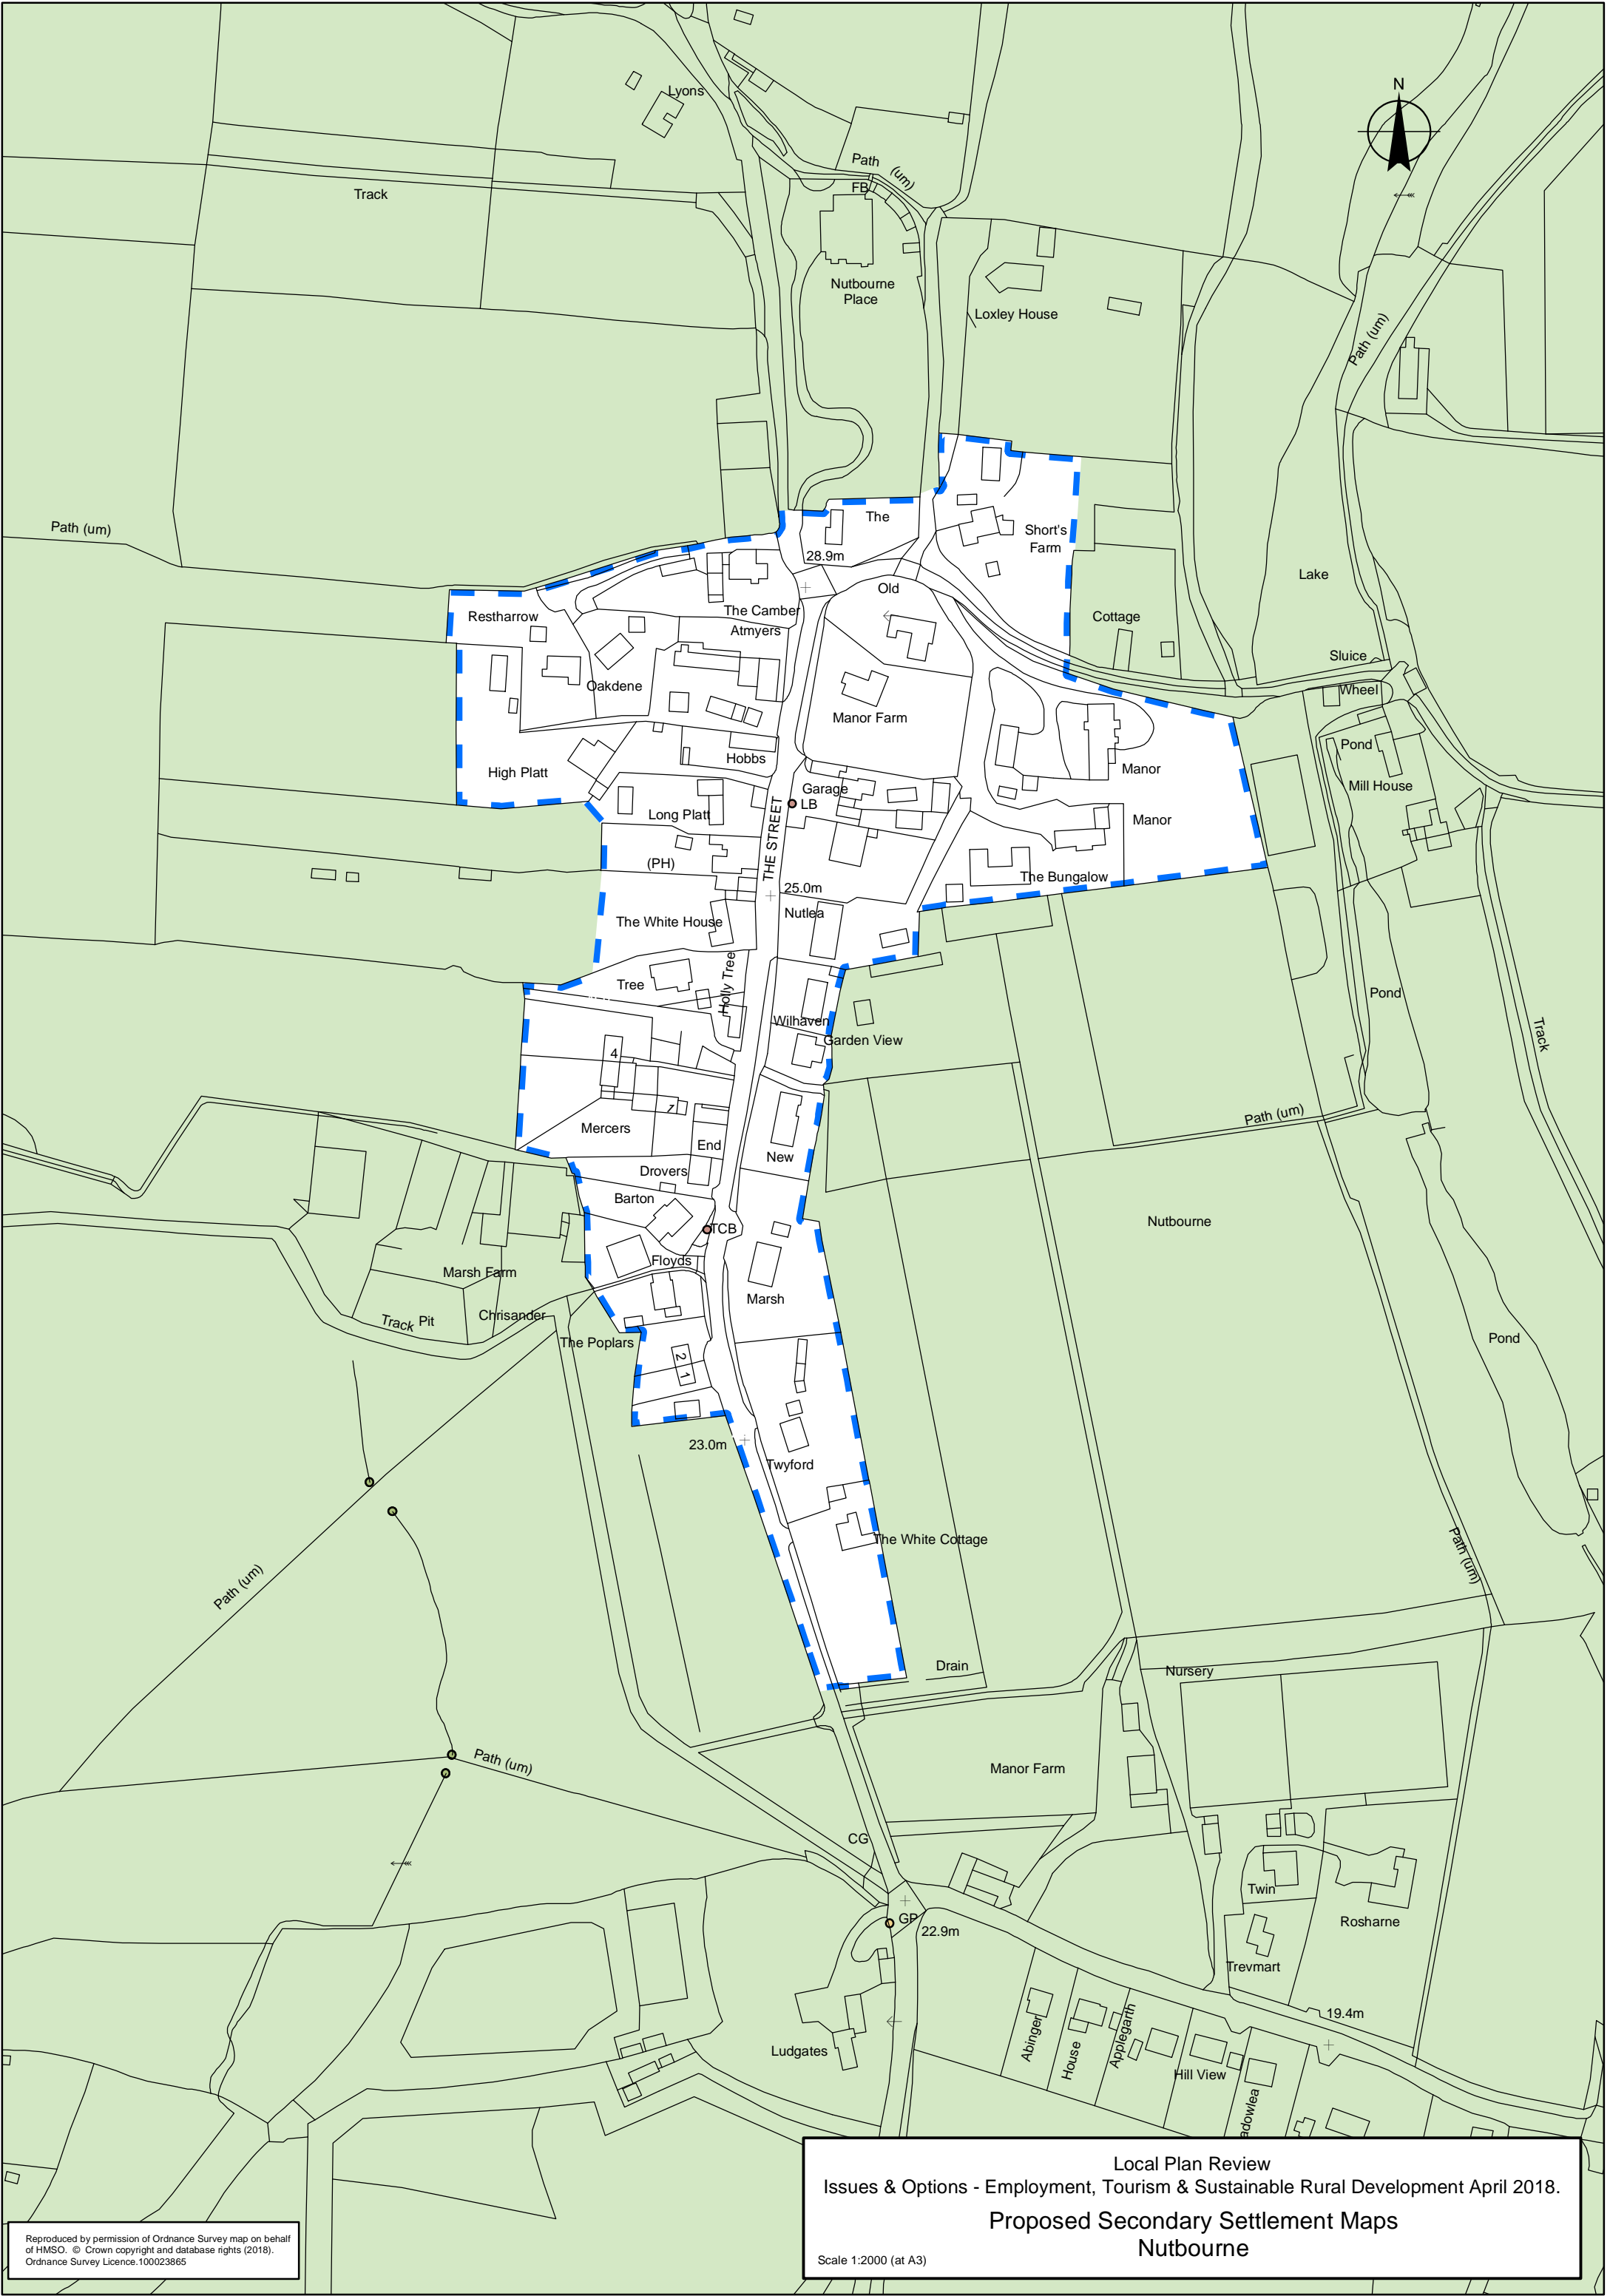 Lyons
N
Path (um)
FB
Track
Nutbourne
Place
Loxley House
Path (um)
Path (um)
The
Short's
Farm
28.9m
Old
Lake
Restharrow
The Camber
Cottage
Atmyers
Sluice
Oakdene
Wheel
Manor Farm
Pond
Hobbs
High Platt
Manor
Mill House
Garage
LB
Long Platt
THE STREET
Manor
(PH)
The Bungalow
25.0m
Nutlea
The White House
Holly Tree
Tree
Pond
Wilhaven
Garden View
Track
4
1
Path (um)
Mercers
End
New
Drovers
Barton
Nutbourne
TCB
Floyds
Marsh Farm
Marsh
Chrisander
Track
Pit
The Poplars
Pond
2
1
23.0m
Twyford
The White Cottage
Path (um)
Path (um)
Drain
Nursery
Path (um)
Manor Farm
CG
Twin
GP
Rosharne
22.9m
Trevmart
19.4m
Abinger
House
Applegarth
Ludgates
Hill View
adowlea
Local Plan Review
Issues & Options - Employment, Tourism & Sustainable Rural Development April 2018.
Proposed Secondary Settlement Maps
Nutbourne
Scale 1:2000 (at A3)
Reproduced by permission of Ordnance Survey map on behalf
of HMSO. © Crown copyright and database rights (2018).
Ordnance Survey Licence.100023865